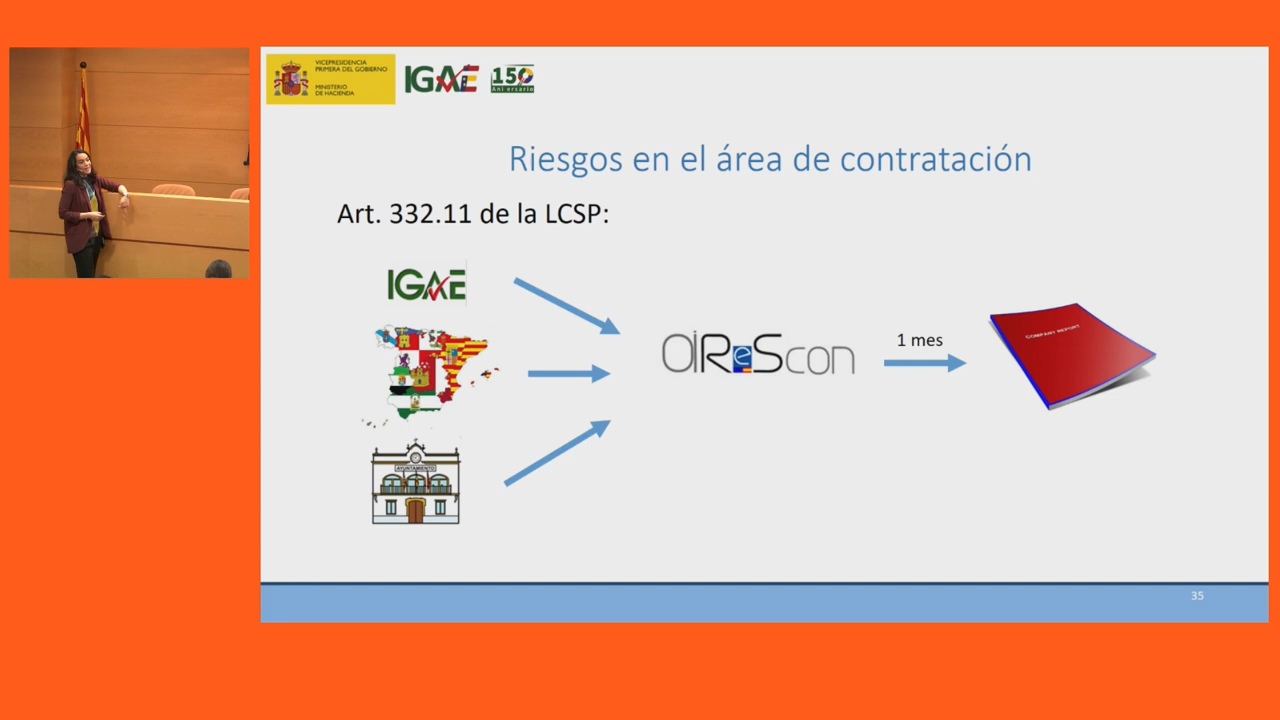 VICEPRESIDENCIA
PRIMERA DEL GOBIERNO
MINISTERIO
DE HACIENDA
IGAE
150
Aniversario
Riesgos en el área de contratación
Art. 332.11 de la LCSP:
IGAE
OIReScon
1 mes
COMPANY REPORT
AYUNTAMIENTO
35